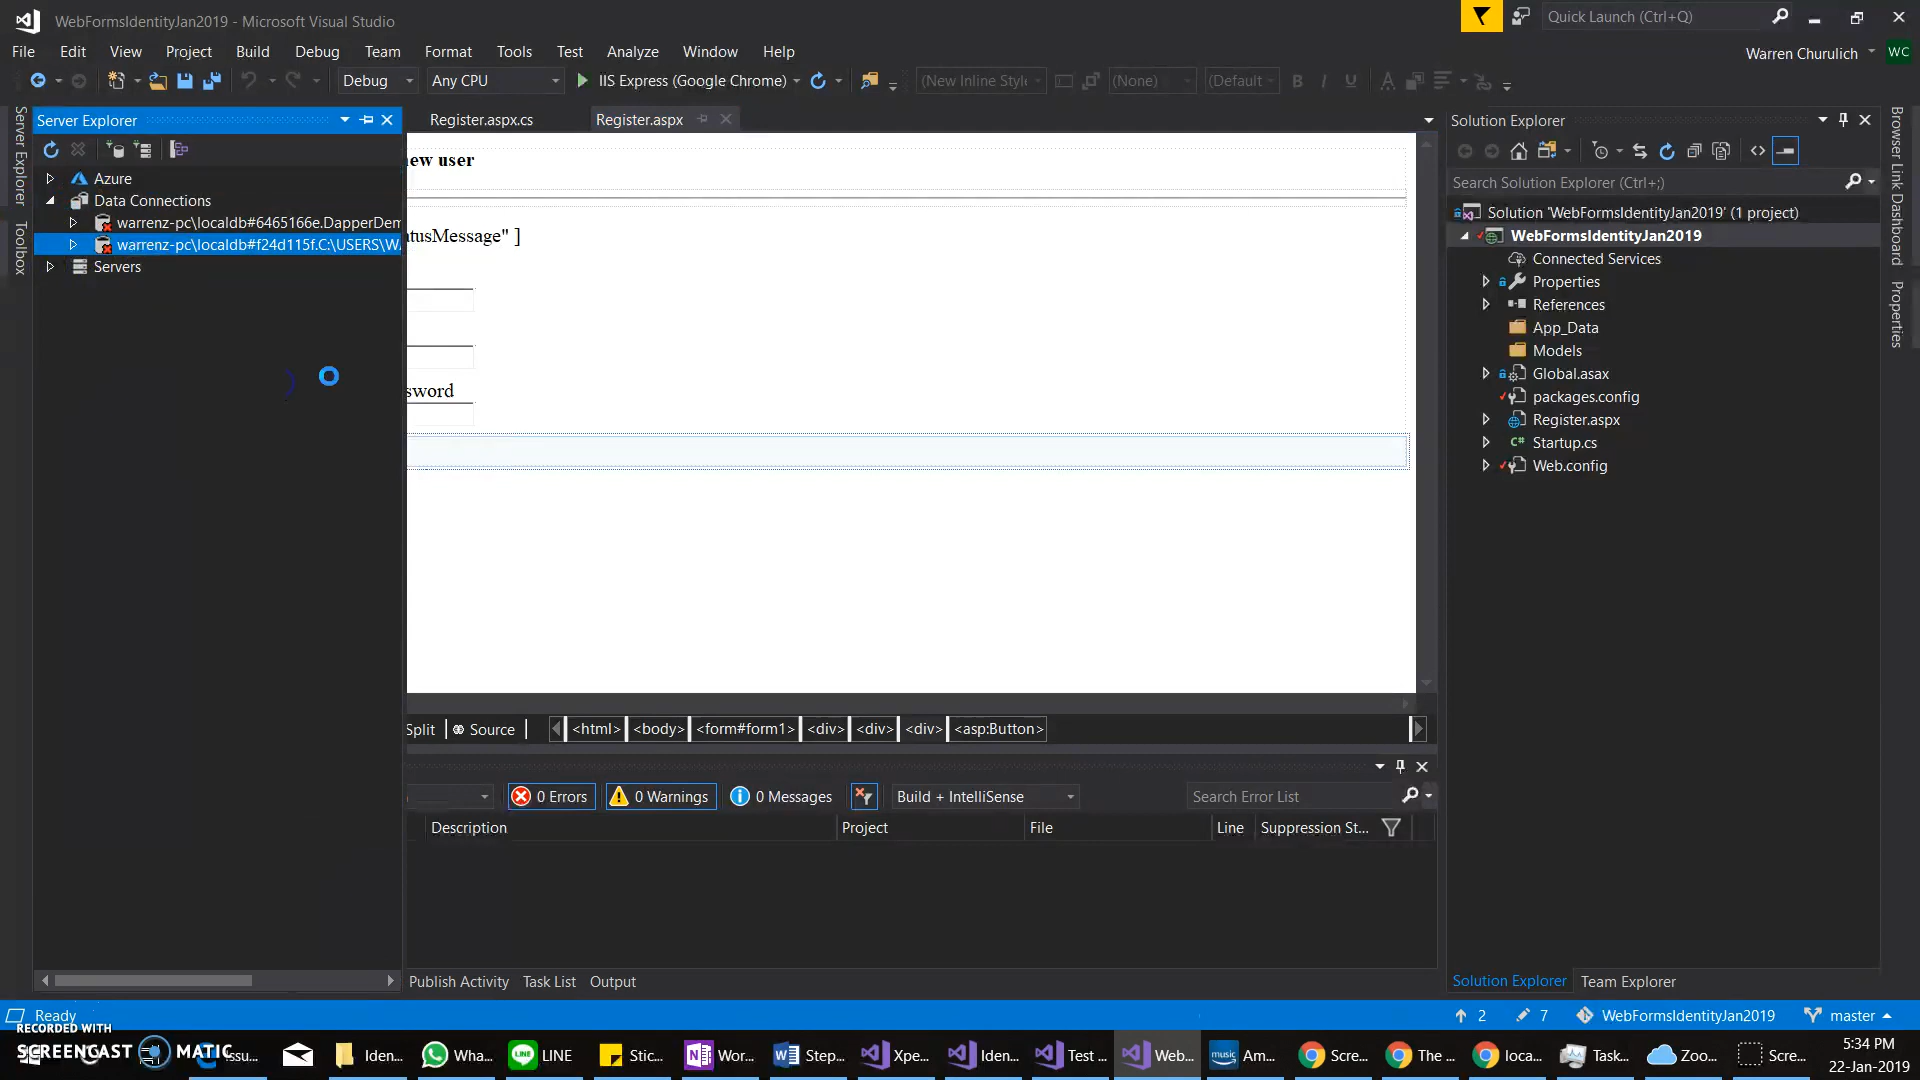 WebFormsIdentityJan2019 - Microsoft Visual Studio
Quick Launch (Ctrl+Q)
File Edit View Project Build Debug Team Format Tools Test Analyze Window Help
Warren Churulich WC
Debug Any CPU IIS Express (Google Chrome) (New Inline Style (None) (Default B I U A
Server Explorer
Toolbox
Server Explorer
Azure
Data Connections
warrenz-pc\localdb#6465166e.DapperDem
warrenz-pc\localdb#f24d115f.C:\USERS\WA
Servers
Register.aspx.cs Register.aspx
ew user
atusMessage" ]
sword
Split Source <html> <body> <form#form1> <div> <div> <div> <asp:Button>
0 Errors 0 Warnings 0 Messages Build + IntelliSense Search Error List
Description Project File Line Suppression St...
Publish Activity Task List Output
Solution Explorer
Search Solution Explorer (Ctrl+;)
Solution 'WebFormsIdentityJan2019' (1 project)
WebFormsIdentityJan2019
Connected Services
Properties
References
App_Data
Models
Global.asax
packages.config
Register.aspx
C# Startup.cs
Web.config
Solution Explorer Team Explorer
Browser Link Dashboard
Properties
Ready
2 7 WebFormsIdentityJan2019 master
RECORDED WITH
SCREENCAST MATIC
Issu... Iden... Wha... LINE Stic... Wor... Step... Xpe... Iden... Test ... Web... music Am... Scre... The ... loca... Task... Zoo... Scre...
5:34 PM
22-Jan-2019